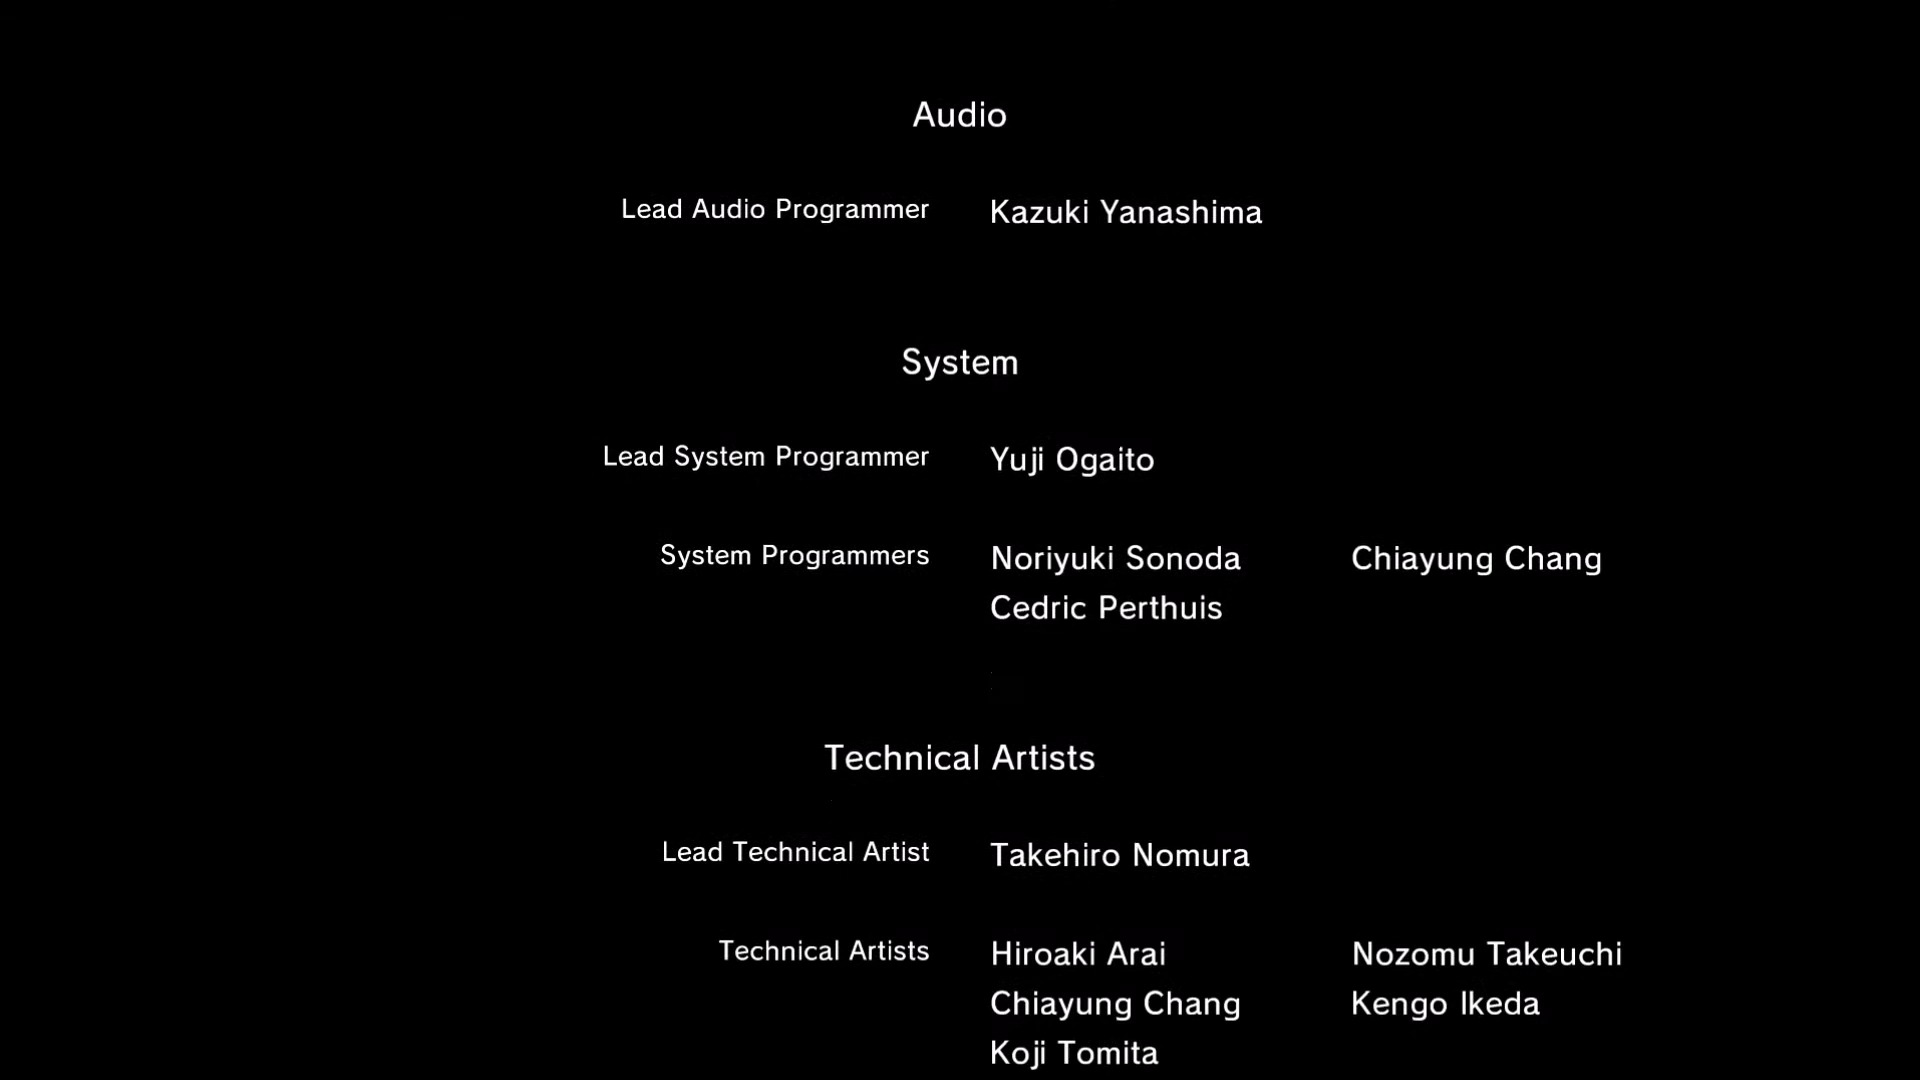 Audio
Lead Audio Programmer Kazuki Yanashima
System
Lead System Programmer Yuji Ogaito
System Programmers Noriyuki Sonoda Chiayung Chang
Cedric Perthuis
Technical Artists
Lead Technical Artist Takehiro Nomura
Technical Artists Hiroaki Arai Nozomu Takeuchi
Chiayung Chang Kengo Ikeda
Koji Tomita